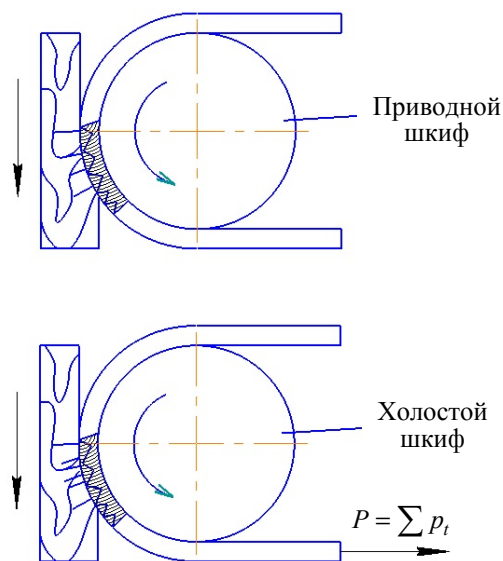 Приводной
шкиф
Холостой
шкиф
P = ∑ pₜ